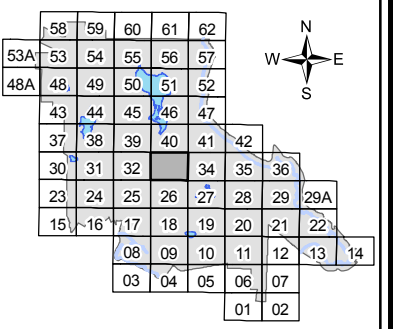 58 59 60 61 62
N
53A 53 54 55 56 57
W E
48A 48 49 50 51 52
S
43 44 45 46 47
37 38 39 40 41 42
30 31 32 34 35 36
23 24 25 26 27 28 29 29A
15 16 17 18 19 20 21 22
08 09 10 11 12 13 14
03 04 05 06 07
01 02